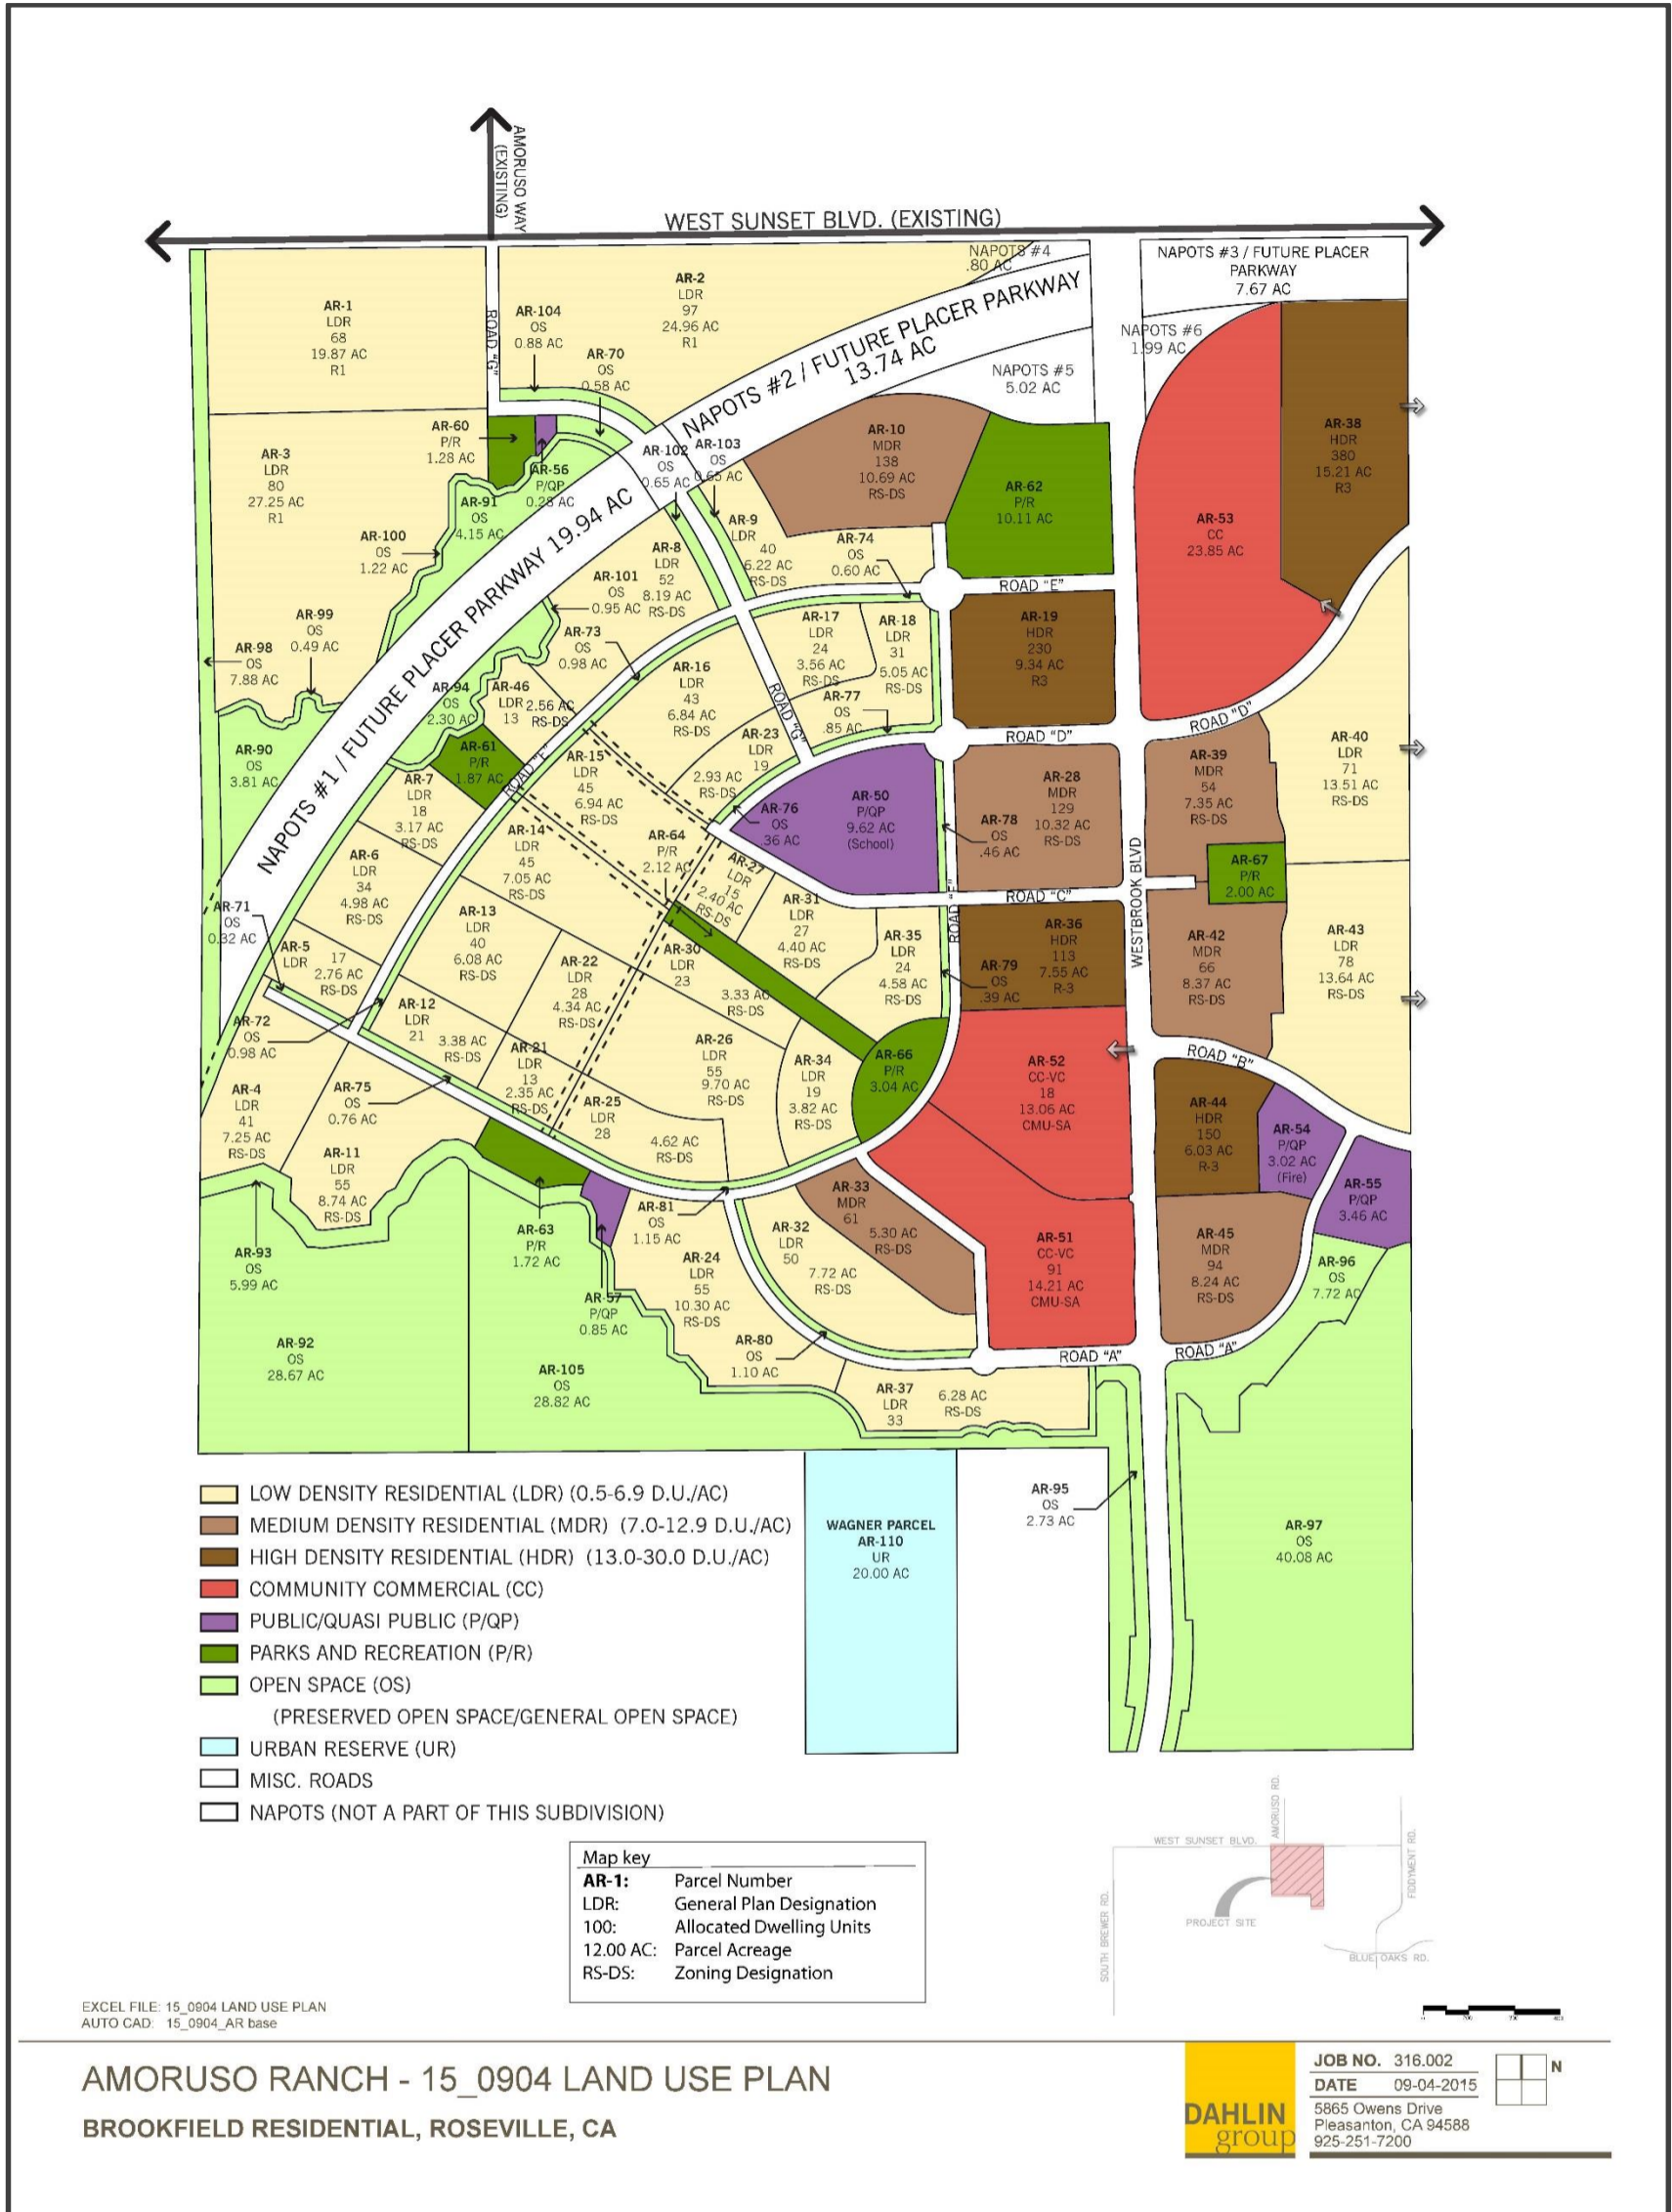 AMORUSO WAY
(EXISTING)
WEST SUNSET BLVD. (EXISTING)
NAPOTS #4
.80 AC
NAPOTS #3 / FUTURE PLACER
PARKWAY
7.67 AC
AR-1
LDR
68
19.87 AC
R1
ROAD "G"
AR-104
OS
0.88 AC
AR-2
LDR
97
24.96 AC
R1
AR-70
OS
0.58 AC
NAPOTS #2 / FUTURE PLACER PARKWAY
13.74 AC
NAPOTS #5
5.02 AC
NAPOTS #6
1.99 AC
AR-38
HDR
380
15.21 AC
R3
AR-3
LDR
80
27.25 AC
R1
AR-60
P/R
1.28 AC
AR-56
P/QP
0.28 AC
AR-102
OS
0.65 AC
AR-103
OS
0.65 AC
AR-10
MDR
138
10.69 AC
RS-DS
AR-62
P/R
10.11 AC
AR-53
CC
23.85 AC
AR-91
OS
4.15 AC
AR-100
OS
1.22 AC
NAPOTS #1 / FUTURE PLACER PARKWAY 19.94 AC
AR-8
LDR
52
8.19 AC
RS-DS
AR-9
LDR
40
6.22 AC
RS-DS
AR-74
OS
0.60 AC
AR-101
OS
0.95 AC
ROAD "E"
AR-99
OS
0.49 AC
AR-98
OS
7.88 AC
AR-73
OS
0.98 AC
AR-17
LDR
24
3.56 AC
RS-DS
AR-18
LDR
31
5.05 AC
RS-DS
AR-19
HDR
230
9.34 AC
R3
AR-94
OS
2.30 AC
AR-46
LDR
13
2.56 AC
RS-DS
AR-16
LDR
43
6.84 AC
RS-DS
ROAD "G"
AR-77
OS
.85 AC
ROAD "D"
ROAD "D"
AR-90
OS
3.81 AC
AR-61
P/R
1.87 AC
AR-15
LDR
45
6.94 AC
RS-DS
AR-23
LDR
19
2.93 AC
RS-DS
AR-39
MDR
54
7.35 AC
RS-DS
AR-40
LDR
71
13.51 AC
RS-DS
AR-7
LDR
18
3.17 AC
RS-DS
AR-14
LDR
45
7.05 AC
RS-DS
AR-64
P/R
2.12 AC
AR-76
OS
.36 AC
AR-50
P/QP
9.62 AC
(School)
AR-78
OS
.46 AC
AR-28
MDR
129
10.32 AC
RS-DS
WESTBROOK BLVD
AR-67
P/R
2.00 AC
AR-6
LDR
34
4.98 AC
RS-DS
AR-27
LDR
15
2.40 AC
RS-DS
AR-31
LDR
27
4.40 AC
RS-DS
ROAD "C"
AR-71
OS
0.32 AC
AR-5
LDR
17
2.76 AC
RS-DS
AR-13
LDR
40
6.08 AC
RS-DS
AR-22
LDR
28
4.34 AC
RS-DS
AR-30
LDR
23
3.33 AC
RS-DS
AR-35
LDR
24
4.58 AC
RS-DS
AR-79
OS
.39 AC
AR-36
HDR
113
7.55 AC
R-3
AR-42
MDR
66
8.37 AC
RS-DS
AR-43
LDR
78
13.64 AC
RS-DS
AR-72
OS
0.98 AC
AR-12
LDR
21
3.38 AC
RS-DS
AR-21
LDR
13
2.35 AC
RS-DS
AR-26
LDR
55
9.70 AC
RS-DS
AR-34
LDR
19
3.82 AC
RS-DS
AR-66
P/R
3.04 AC
AR-52
CC-VC
18
13.06 AC
CMU-SA
ROAD "B"
AR-4
LDR
41
7.25 AC
RS-DS
AR-75
OS
0.76 AC
AR-25
LDR
28
4.62 AC
RS-DS
AR-44
HDR
150
6.03 AC
R-3
AR-54
P/QP
3.02 AC
(Fire)
AR-11
LDR
55
8.74 AC
RS-DS
AR-33
MDR
61
5.30 AC
RS-DS
AR-55
P/QP
3.46 AC
AR-93
OS
5.99 AC
AR-63
P/R
1.72 AC
AR-81
OS
1.15 AC
AR-32
LDR
50
7.72 AC
RS-DS
AR-51
CC-VC
91
14.21 AC
CMU-SA
AR-45
MDR
94
8.24 AC
RS-DS
AR-96
OS
7.72 AC
AR-57
P/QP
0.85 AC
AR-24
LDR
55
10.30 AC
RS-DS
AR-92
OS
28.67 AC
AR-105
OS
28.82 AC
AR-80
OS
1.10 AC
ROAD "A"
ROAD "A"
AR-37
LDR
33
6.28 AC
RS-DS
LOW DENSITY RESIDENTIAL (LDR) (0.5-6.9 D.U./AC)
MEDIUM DENSITY RESIDENTIAL (MDR) (7.0-12.9 D.U./AC)
HIGH DENSITY RESIDENTIAL (HDR) (13.0-30.0 D.U./AC)
COMMUNITY COMMERCIAL (CC)
PUBLIC/QUASI PUBLIC (P/QP)
PARKS AND RECREATION (P/R)
OPEN SPACE (OS)
(PRESERVED OPEN SPACE/GENERAL OPEN SPACE)
URBAN RESERVE (UR)
MISC. ROADS
NAPOTS (NOT A PART OF THIS SUBDIVISION)
WAGNER PARCEL
AR-110
UR
20.00 AC
AR-95
OS
2.73 AC
AR-97
OS
40.08 AC
Map key
AR-1: Parcel Number
LDR: General Plan Designation
100: Allocated Dwelling Units
12.00 AC: Parcel Acreage
RS-DS: Zoning Designation
AMORUSO RD.
WEST SUNSET BLVD.
FIDDYMENT RD.
SOUTH BREWER RD.
PROJECT SITE
BLUE OAKS RD.
EXCEL FILE: 15_0904 LAND USE PLAN
AUTO CAD: 15_0904_AR base
AMORUSO RANCH - 15_0904 LAND USE PLAN
BROOKFIELD RESIDENTIAL, ROSEVILLE, CA
DAHLIN
group
JOB NO. 316.002
DATE 09-04-2015
5865 Owens Drive
Pleasanton, CA 94588
925-251-7200
N